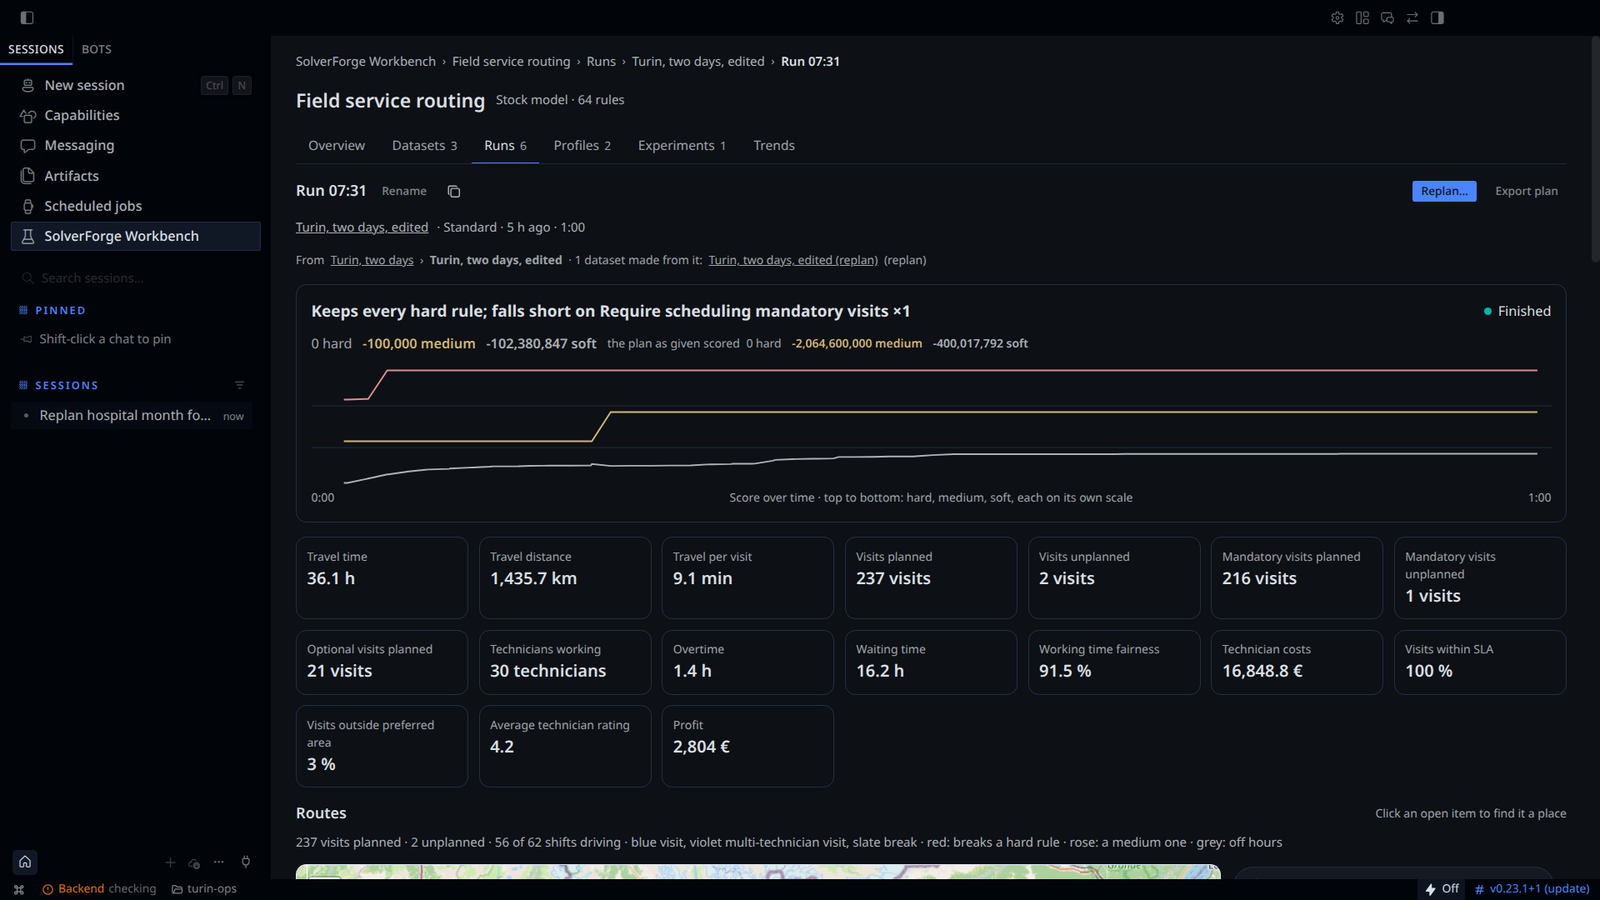 SESSIONS
BOTS
New session
Ctrl N
Capabilities
Messaging
Artifacts
Scheduled jobs
SolverForge Workbench
Search sessions...
PINNED
Shift-click a chat to pin
SESSIONS
Replan hospital month fo... now
SolverForge Workbench › Field service routing › Runs › Turin, two days, edited › Run 07:31
Field service routing Stock model · 64 rules
Overview Datasets 3 Runs 6 Profiles 2 Experiments 1 Trends
Run 07:31 Rename Replan... Export plan
Turin, two days, edited · Standard · 5 h ago · 1:00
From Turin, two days › Turin, two days, edited · 1 dataset made from it: Turin, two days, edited (replan) (replan)
Keeps every hard rule; falls short on Require scheduling mandatory visits ×1 Finished
0 hard -100,000 medium -102,380,847 soft the plan as given scored 0 hard -2,064,600,000 medium -400,017,792 soft
0:00 Score over time · top to bottom: hard, medium, soft, each on its own scale 1:00
Travel time
36.1 h
Travel distance
1,435.7 km
Travel per visit
9.1 min
Visits planned
237 visits
Visits unplanned
2 visits
Mandatory visits planned
216 visits
Mandatory visits
unplanned
1 visits
Optional visits planned
21 visits
Technicians working
30 technicians
Overtime
1.4 h
Waiting time
16.2 h
Working time fairness
91.5 %
Technician costs
16,848.8 €
Visits within SLA
100 %
Visits outside preferred
area
3 %
Average technician rating
4.2
Profit
2,804 €
Routes Click an open item to find it a place
237 visits planned · 2 unplanned · 56 of 62 shifts driving · blue visit, violet multi-technician visit, slate break · red: breaks a hard rule · rose: a medium one · grey: off hours
Backend checking turin-ops Off v0.23.1+1 (update)